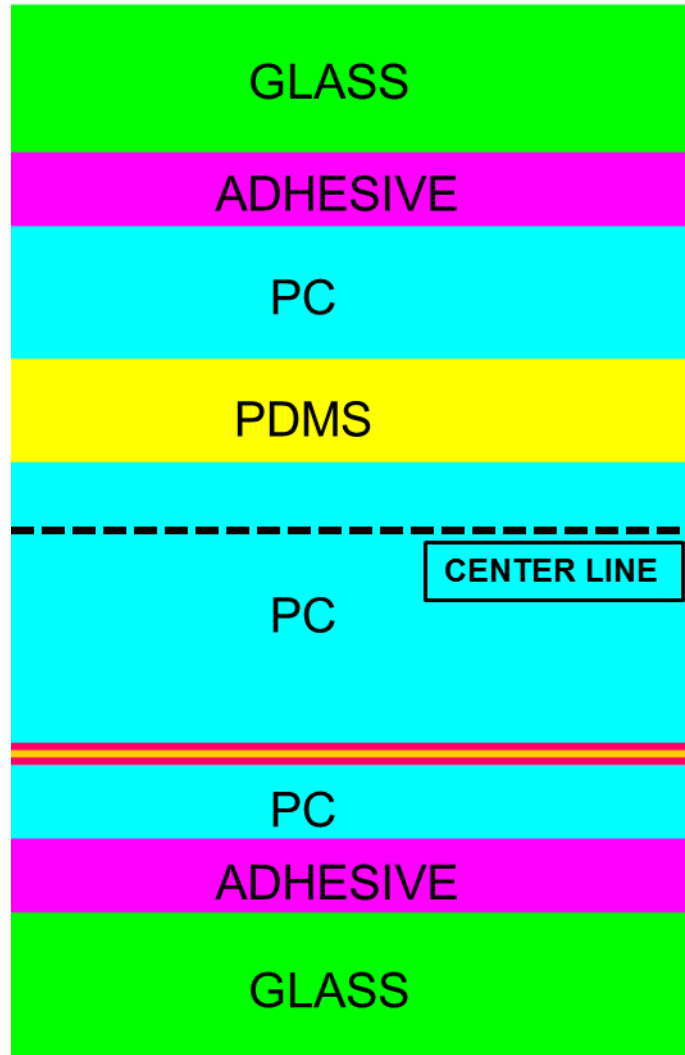 GLASS
ADHESIVE
PC
PDMS
CENTER LINE
PC
PC
ADHESIVE
GLASS